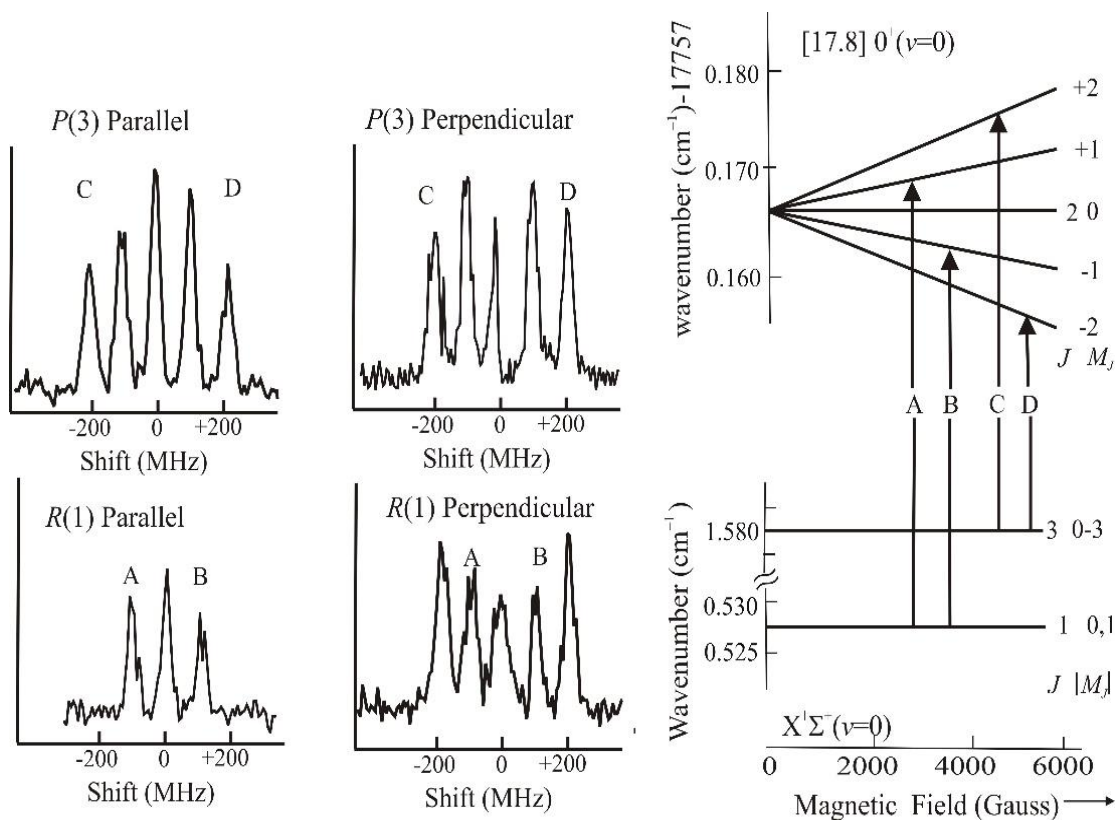 P(3) Parallel
C
D
-200 0 +200
Shift (MHz)
P(3) Perpendicular
C
D
-200 0 +200
Shift (MHz)
R(1) Parallel
A
B
-200 0 +200
Shift (MHz)
R(1) Perpendicular
A
B
-200 0 +200
Shift (MHz)
[17.8] 0⁺(v=0)
wavenumber (cm⁻¹)-17757
0.180
0.170
0.160
+2
+1
2 0
-1
-2
J M_J
A B C D
Wavenumber (cm⁻¹)
1.580
0.530
0.525
3 0-3
1 0,1
J |M_J|
X¹Σ⁻(v=0)
0 2000 4000 6000
Magnetic Field (Gauss)